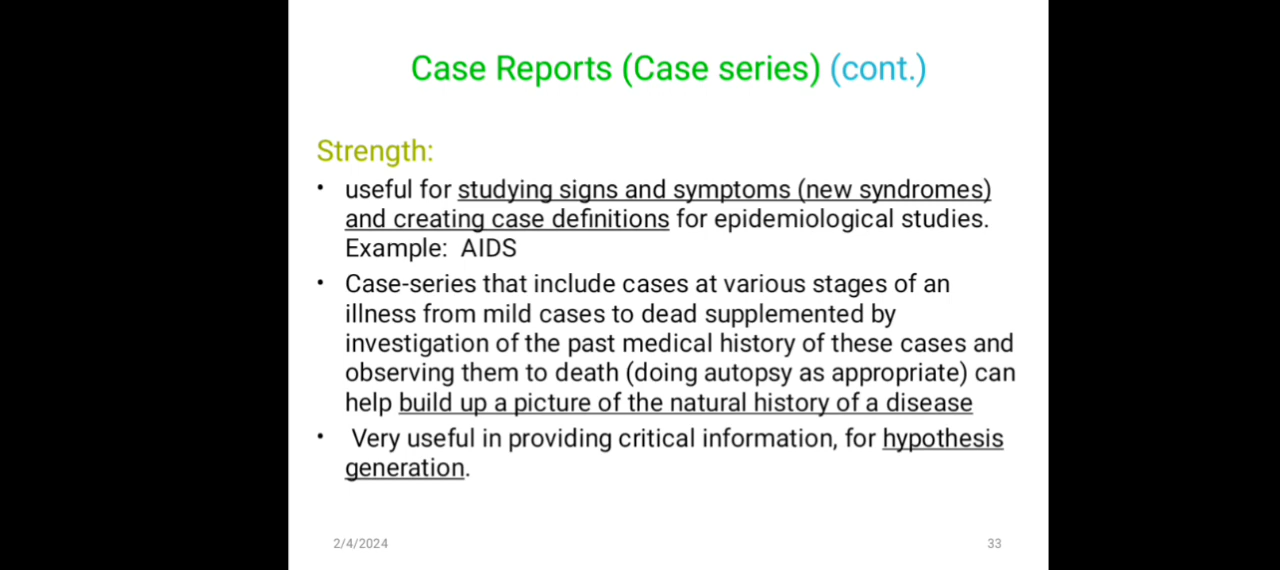 Case Reports (Case series) (cont.)
Strength:
• useful for studying signs and symptoms (new syndromes)
and creating case definitions for epidemiological studies.
Example: AIDS
• Case-series that include cases at various stages of an
illness from mild cases to dead supplemented by
investigation of the past medical history of these cases and
observing them to death (doing autopsy as appropriate) can
help build up a picture of the natural history of a disease
• Very useful in providing critical information, for hypothesis
generation.
2/4/2024
33